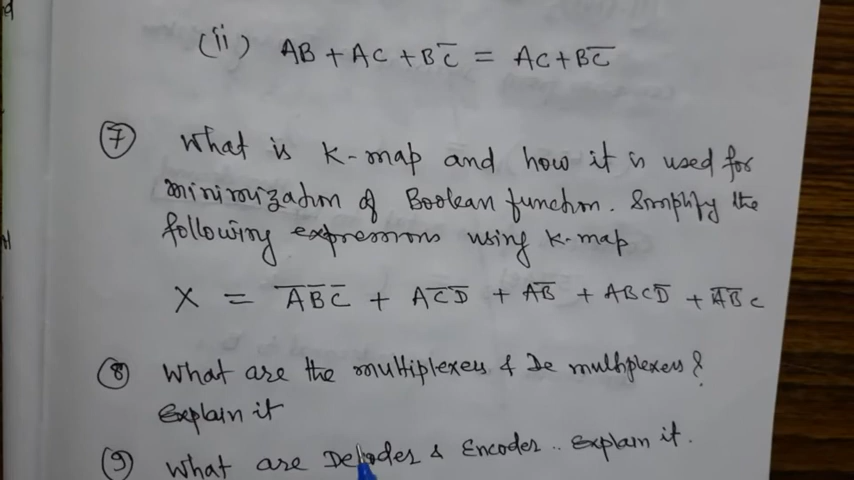 (ii) AB + AC + BC̅ = AC + BC̅
(7) What is K-map and how it is used for
minimization of Boolean function. Simplify the
following expressions using K-map
X = A̅B̅C̅ + AC̅D̅ + AB̅ + ABCD̅ + A̅B̅C
(8) What are the multiplexers & De multiplexers?
Explain it
(9) What are Decoder & Encoder.. Explain it.